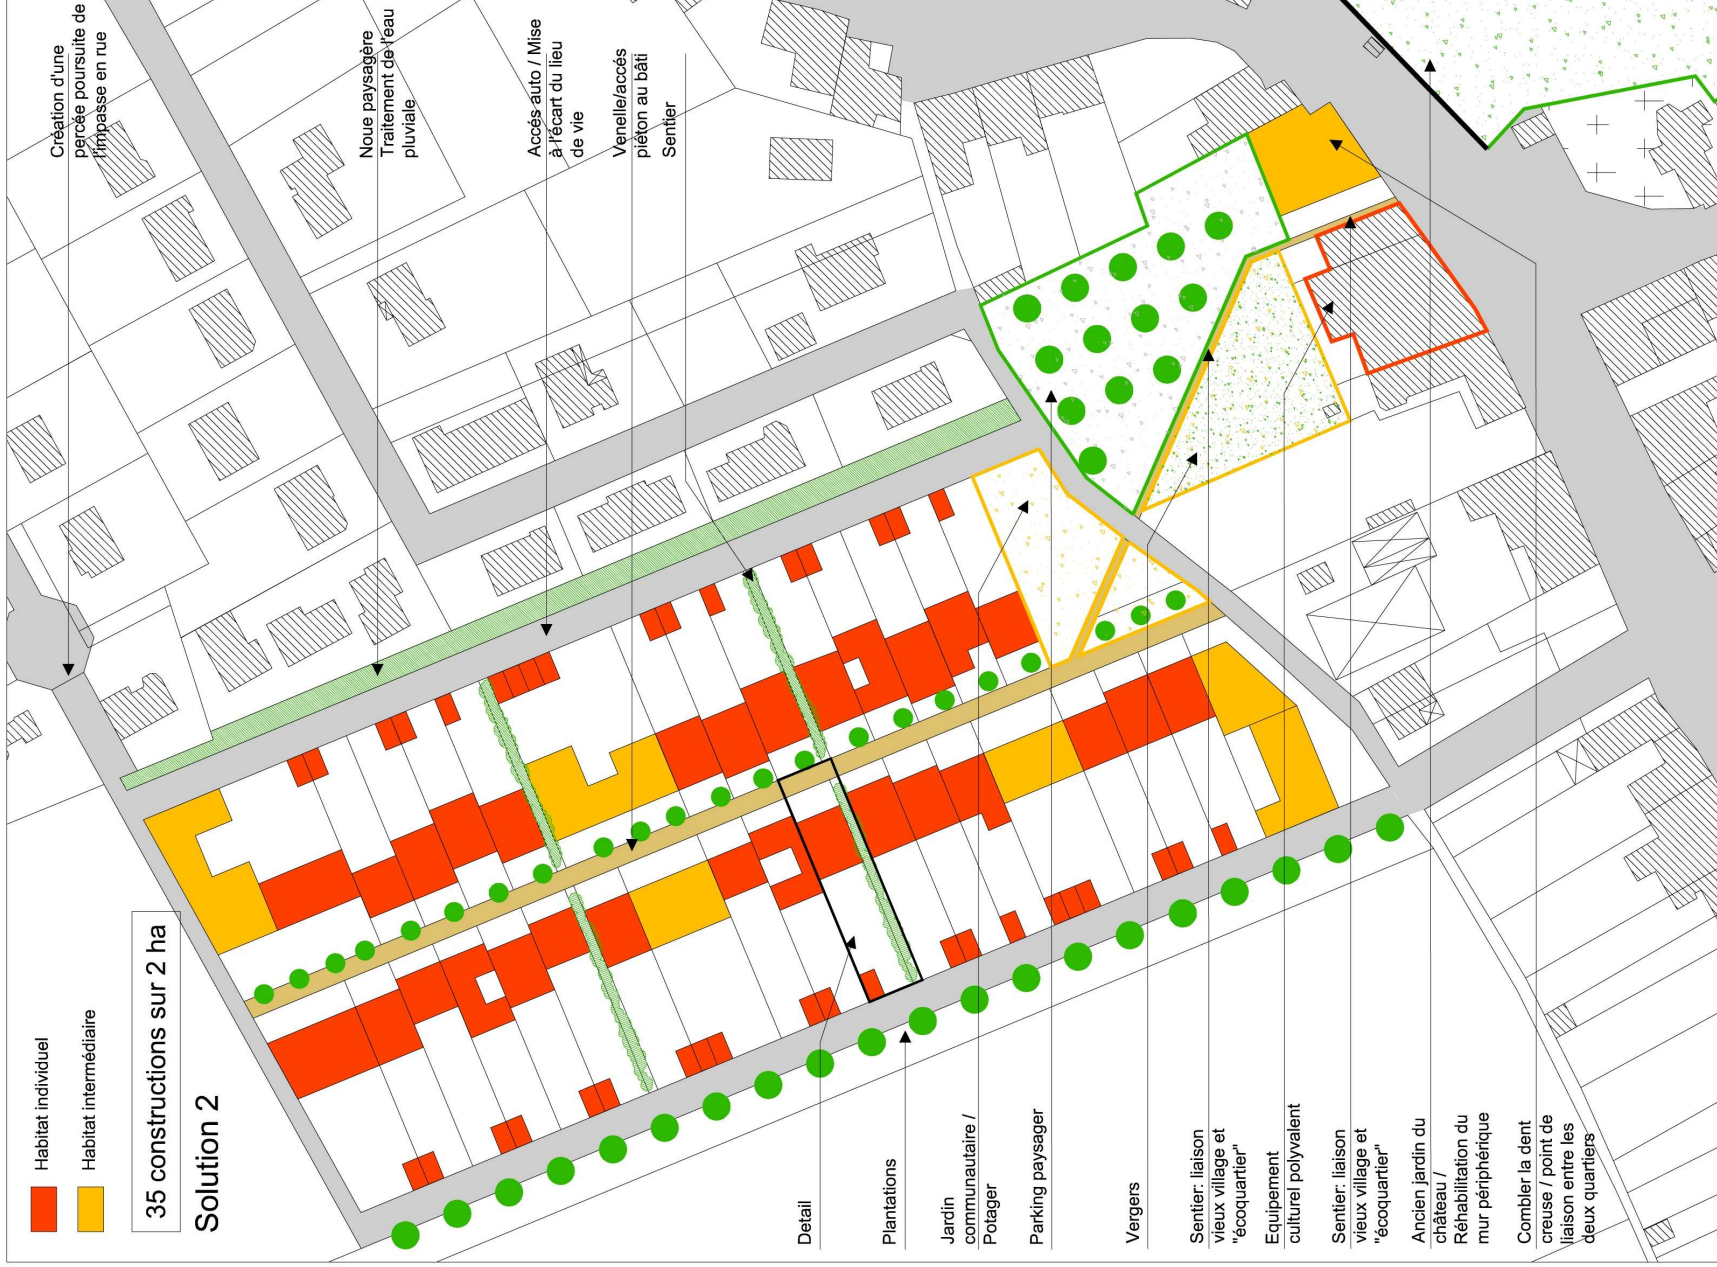 Création d'une
percée poursuite de
l'impasse en rue
Noue paysagère
Traitement de l'eau
pluviale
Accés auto / Mise
à l'écart du lieu
de vie
Venelle/accés
piéton au bâti
Sentier
Habitat individuel
Habitat intermédiaire
35 constructions sur 2 ha
Solution 2
Detail
Plantations
Jardin
communautaire /
Potager
Parking paysager
Vergers
Sentier: liaison
vieux village et
"écoquartier"
Equipement
culturel polyvalent
Sentier: liaison
vieux village et
"écoquartier"
Ancien jardin du
château /
Réhabilitation du
mur périphérique
Combler la dent
creuse / point de
liaison entre les
deux quartiers